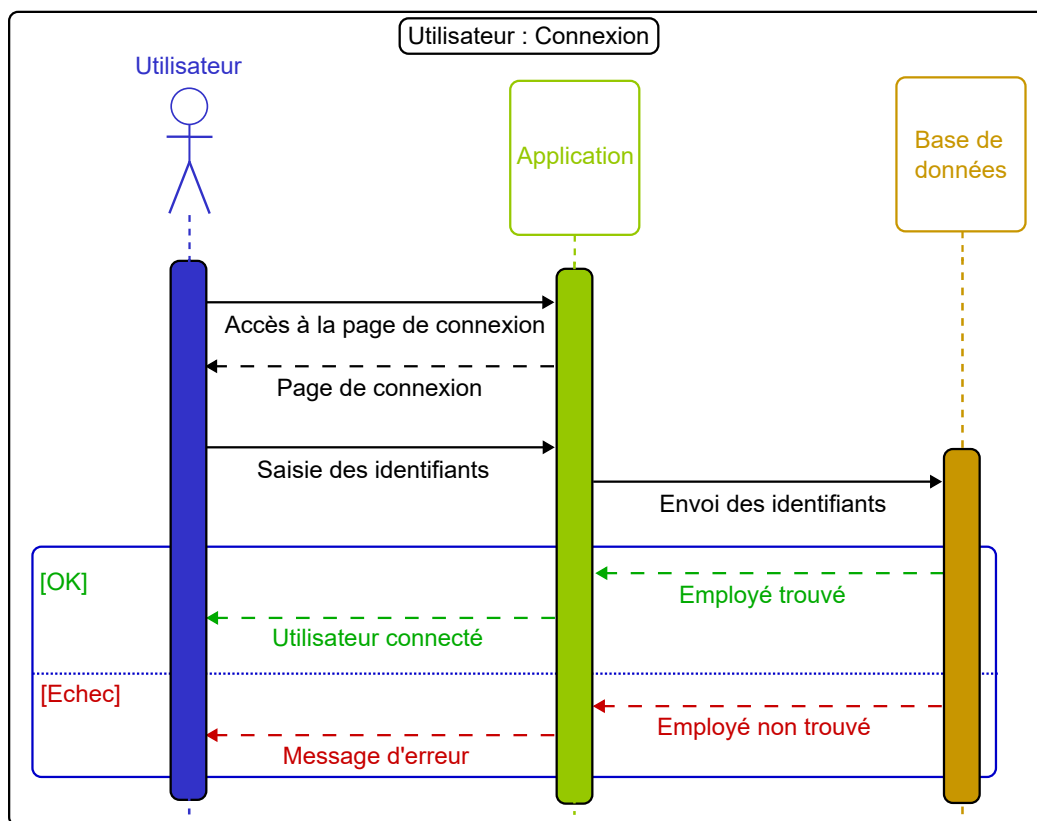 Utilisateur : Connexion
Utilisateur
Application
Base de
données
Accès à la page de connexion
Page de connexion
Saisie des identifiants
Envoi des identifiants
[OK]
Employé trouvé
Utilisateur connecté
[Echec]
Employé non trouvé
Message d'erreur